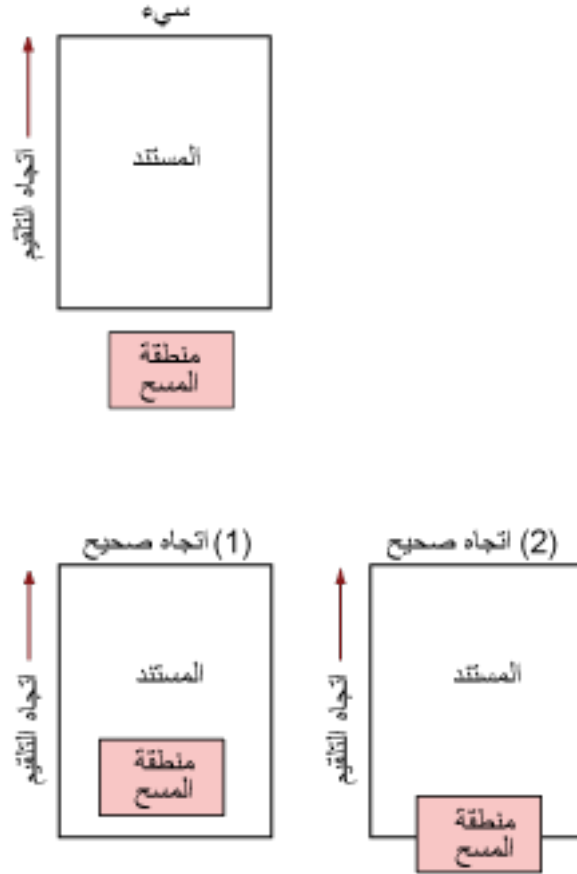 سيء
المستند
اتجاه التلقيم
منطقة
المسح
(1) اتجاه صحيح
المستند
اتجاه التلقيم
منطقة
المسح
(2) اتجاه صحيح
المستند
اتجاه التلقيم
منطقة
المسح